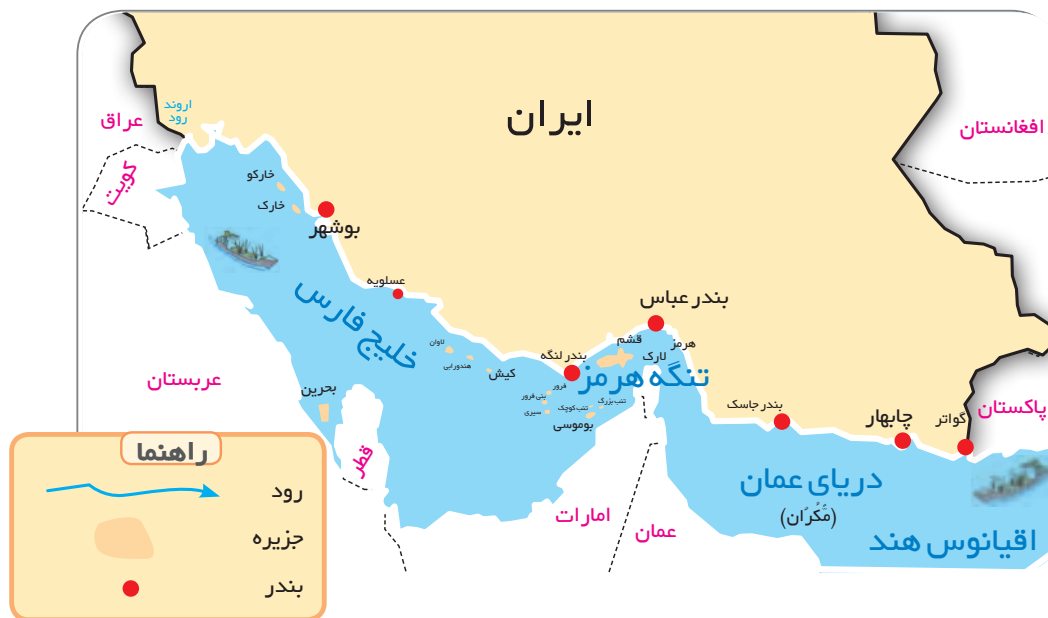 ایران
افغانستان
اروند
رود
عراق
کویت
خارکو
خارک
بوشهر
عسلویه
خلیج فارس
بندر عباس
هرمز
قشم
لارک
بندر لنگه
تنگه هرمز
لاوان
هندورابی
کیش
فرور
بنی فرور
سیری
تنب کوچک
تنب بزرگ
بوموسی
عربستان
بحرین
قطر
امارات
عمان
بندر جاسک
چابهار
گواتر
پاکستان
دریای عمان
(مَکُران)
اقیانوس هند
راهنما
رود
جزیره
بندر